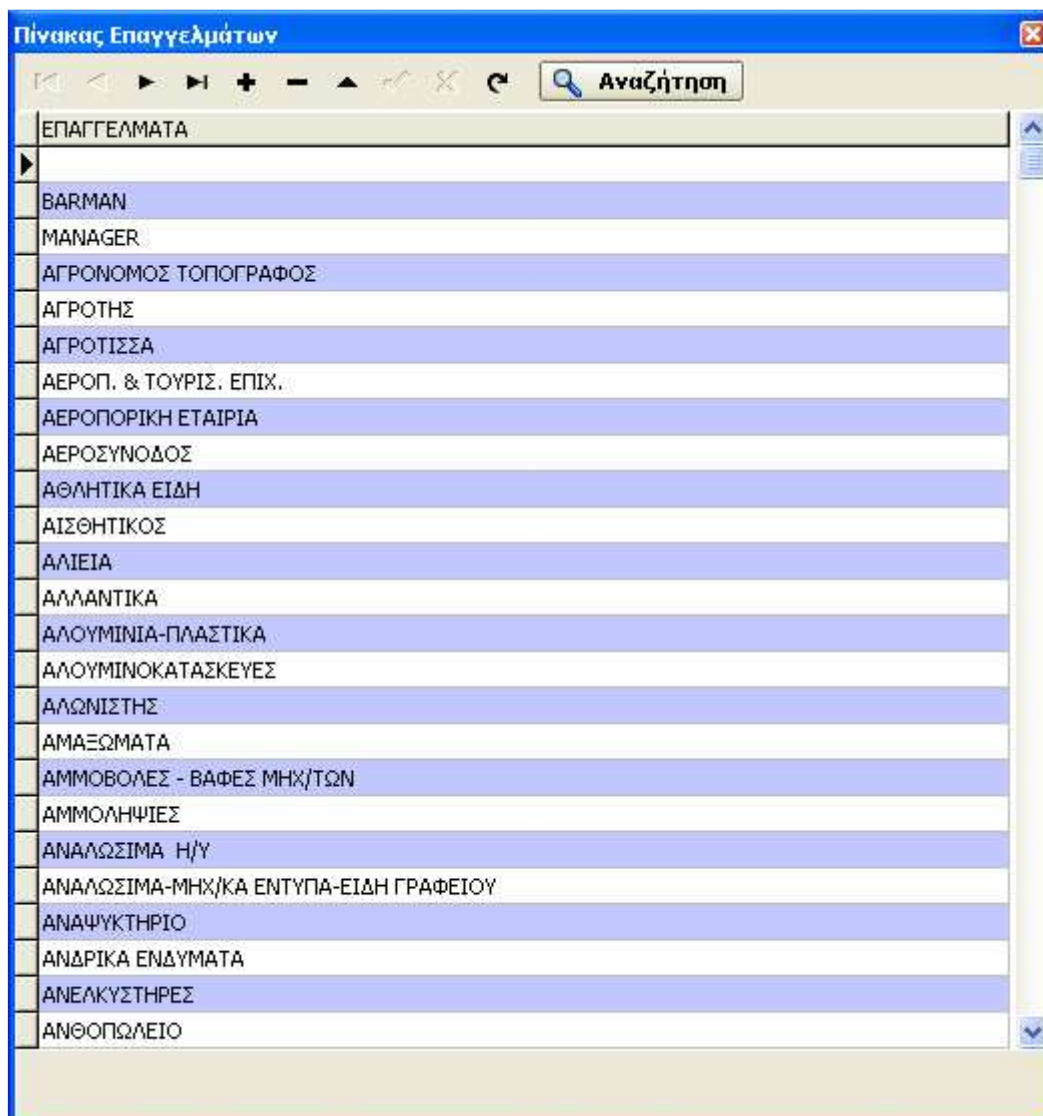 Πίνακας Επαγγελμάτων
Αναζήτηση
ΕΠΑΓΓΕΛΜΑΤΑ
BARMAN
MANAGER
ΑΓΡΟΝΟΜΟΣ ΤΟΠΟΓΡΑΦΟΣ
ΑΓΡΟΤΗΣ
ΑΓΡΟΤΙΣΣΑ
ΑΕΡΟΠ. & ΤΟΥΡΙΣ. ΕΠΙΧ.
ΑΕΡΟΠΟΡΙΚΗ ΕΤΑΙΡΙΑ
ΑΕΡΟΣΥΝΟΔΟΣ
ΑΘΛΗΤΙΚΑ ΕΙΔΗ
ΑΙΣΘΗΤΙΚΟΣ
ΑΛΙΕΙΑ
ΑΛΛΑΝΤΙΚΑ
ΑΛΟΥΜΙΝΙΑ-ΠΛΑΣΤΙΚΑ
ΑΛΟΥΜΙΝΟΚΑΤΑΣΚΕΥΕΣ
ΑΛΩΝΙΣΤΗΣ
ΑΜΑΞΩΜΑΤΑ
ΑΜΜΟΒΟΛΕΣ - ΒΑΦΕΣ ΜΗΧ/ΤΩΝ
ΑΜΜΟΛΗΨΙΕΣ
ΑΝΑΛΩΣΙΜΑ  Η/Υ
ΑΝΑΛΩΣΙΜΑ-ΜΗΧ/ΚΑ ΕΝΤΥΠΑ-ΕΙΔΗ ΓΡΑΦΕΙΟΥ
ΑΝΑΨΥΚΤΗΡΙΟ
ΑΝΔΡΙΚΑ ΕΝΔΥΜΑΤΑ
ΑΝΕΛΚΥΣΤΗΡΕΣ
ΑΝΘΟΠΩΛΕΙΟ